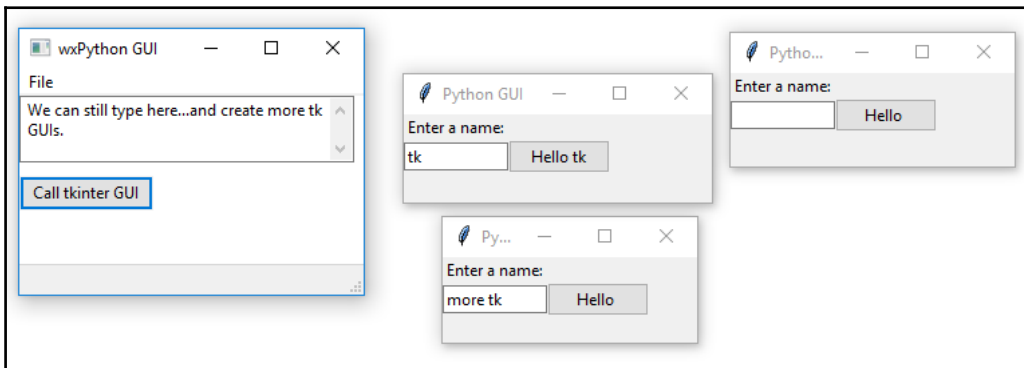 wxPython GUI
File
We can still type here...and create more tk
GUIs.
Call tkinter GUI
Python GUI
Enter a name:
tk
Hello tk
Py...
Enter a name:
more tk
Hello
Pytho...
Enter a name:
Hello